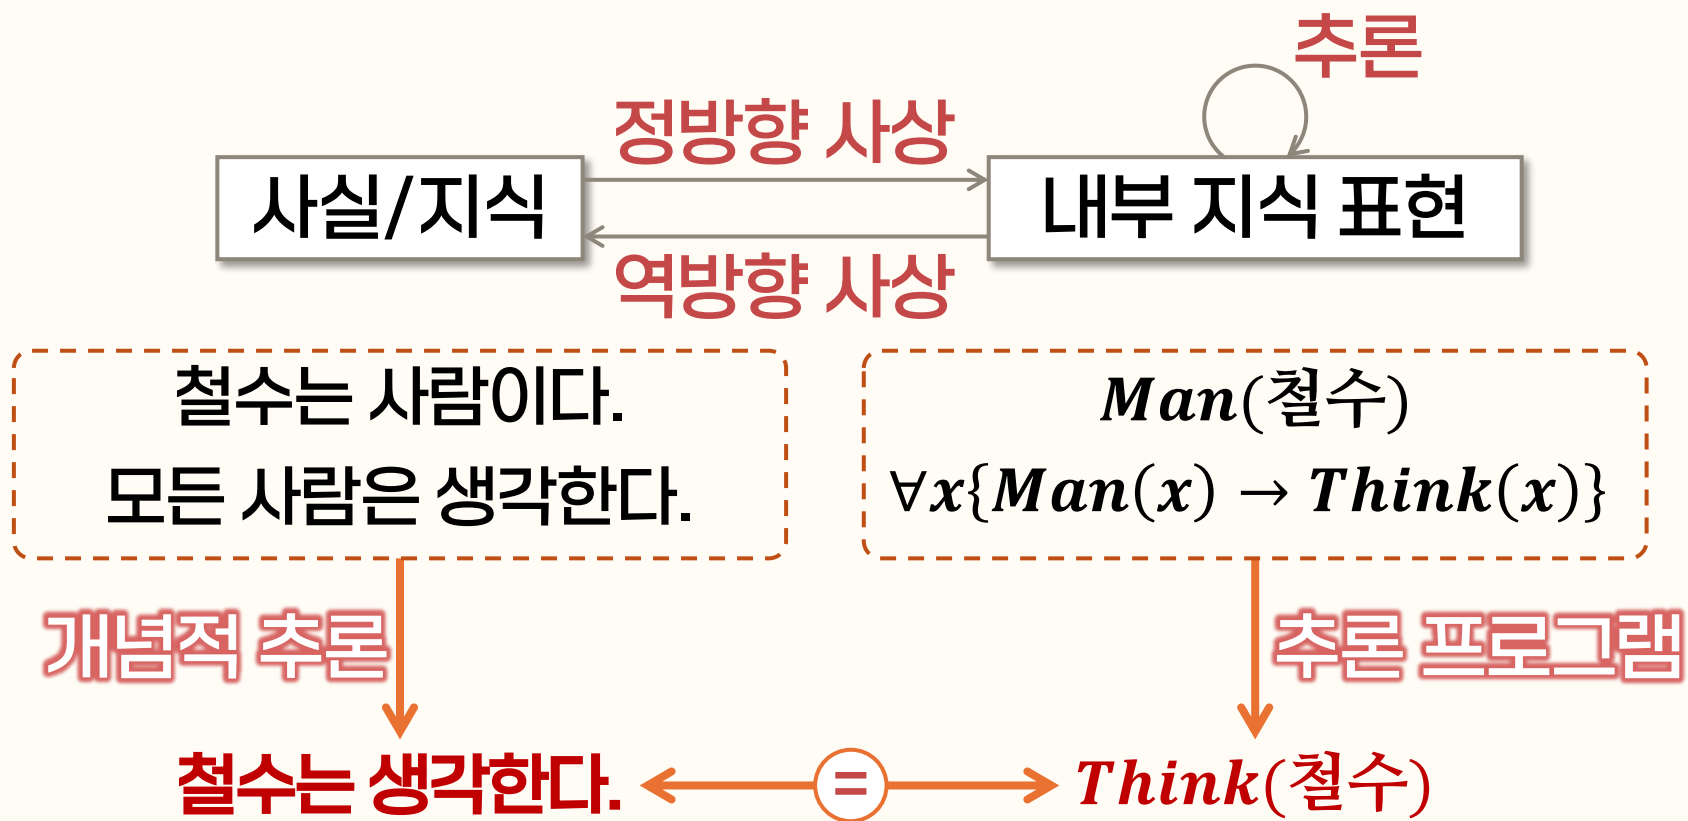 추론
정방향 사상
사실/지식
내부 지식 표현
역방향 사상
철수는 사람이다.
모든 사람은 생각한다.
Man(철수)
∀x{Man(x) → Think(x)}
개념적 추론
추론 프로그램
철수는 생각한다.
=
Think(철수)